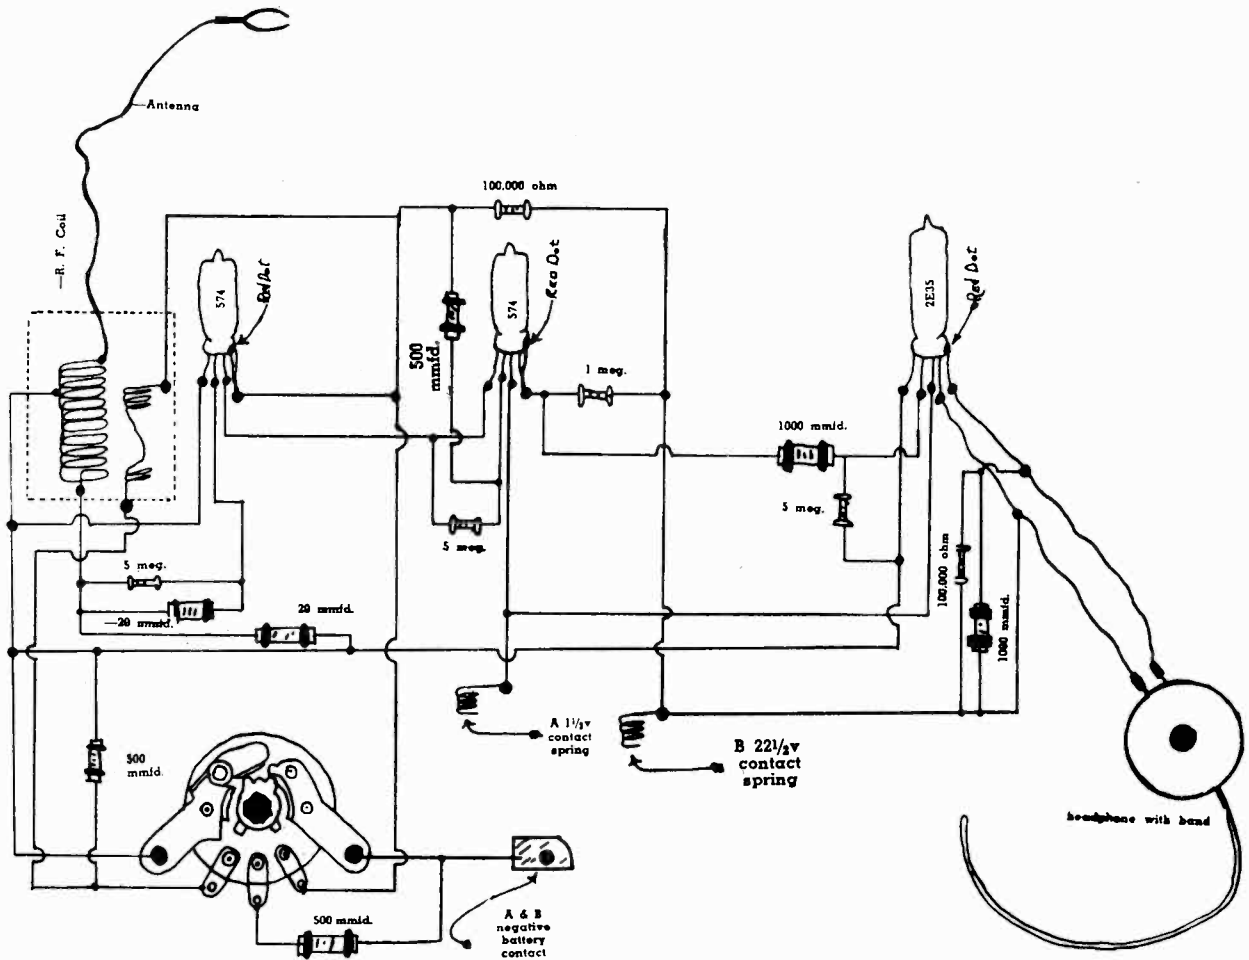 Antenna
R. F. Coil
100,000 ohm
574
Red Dot
574
Red Dot
2E35
Red Dot
500
mmfd.
1 meg.
1000 mmfd.
5 meg.
5 meg.
5 meg.
20 mmfd.
20 mmfd.
100,000 ohm
1000 mmfd.
A 1½v
contact
spring
B 22½v
contact
spring
500
mmfd.
headphone with band
500 mmfd.
A & B
negative
battery
contact